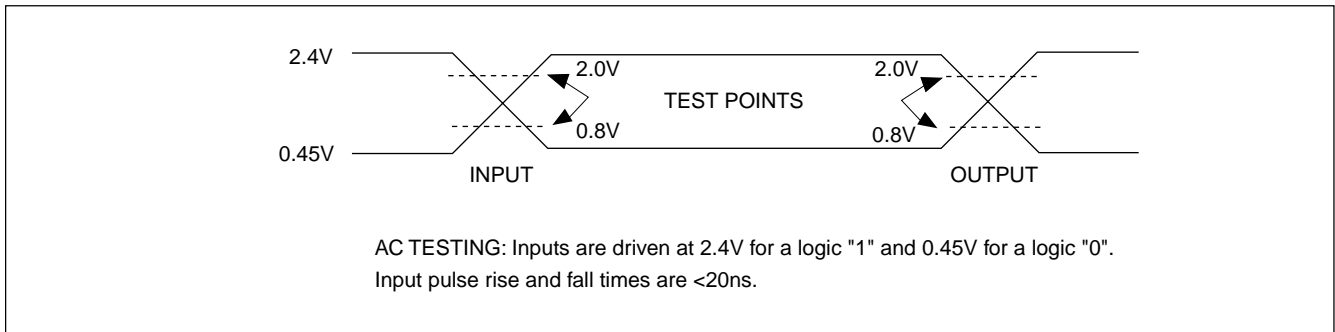 2.4V
2.0V
2.0V
TEST POINTS
0.8V
0.8V
0.45V
INPUT
OUTPUT
AC TESTING: Inputs are driven at 2.4V for a logic "1" and 0.45V for a logic "0".
Input pulse rise and fall times are <20ns.